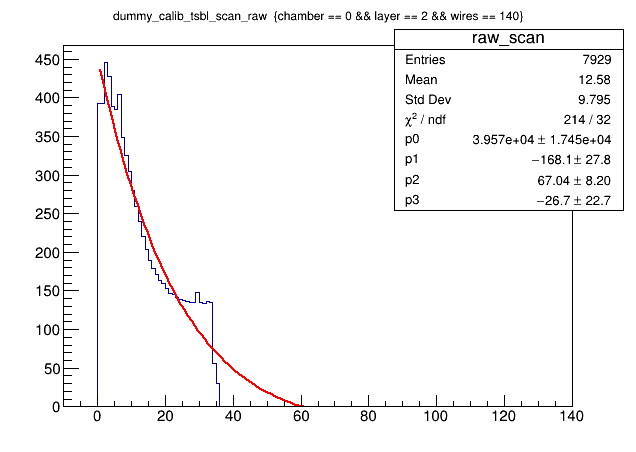 dummy_calib_tsbl_scan_raw {chamber == 0 && layer == 2 && wires == 140}
raw_scan
Entries 7929
Mean 12.58
Std Dev 9.795
χ² / ndf 214 / 32
p0 3.957e+04 ± 1.745e+04
p1 −168.1 ± 27.8
p2 67.04 ± 8.20
p3 −26.7 ± 22.7
450
400
350
300
250
200
150
100
50
0
0 20 40 60 80 100 120 140